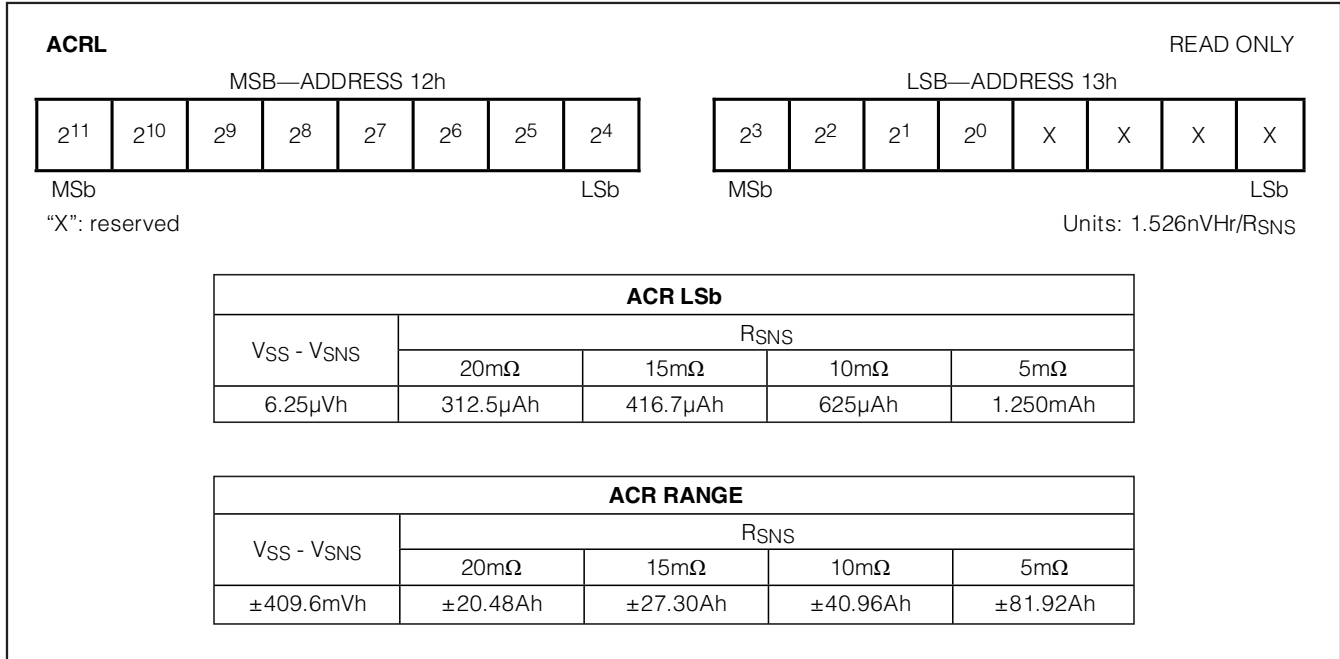 ACRL READ ONLY
MSB—ADDRESS 12h LSB—ADDRESS 13h
2¹¹ 2¹⁰ 2⁹ 2⁸ 2⁷ 2⁶ 2⁵ 2⁴ 2³ 2² 2¹ 2⁰ X X X X
MSb LSb MSb LSb
“X”: reserved Units: 1.526nVHr/RSNS
ACR LSb
VSS - VSNS RSNS
20mΩ 15mΩ 10mΩ 5mΩ
6.25µVh 312.5µAh 416.7µAh 625µAh 1.250mAh
ACR RANGE
VSS - VSNS RSNS
20mΩ 15mΩ 10mΩ 5mΩ
±409.6mVh ±20.48Ah ±27.30Ah ±40.96Ah ±81.92Ah